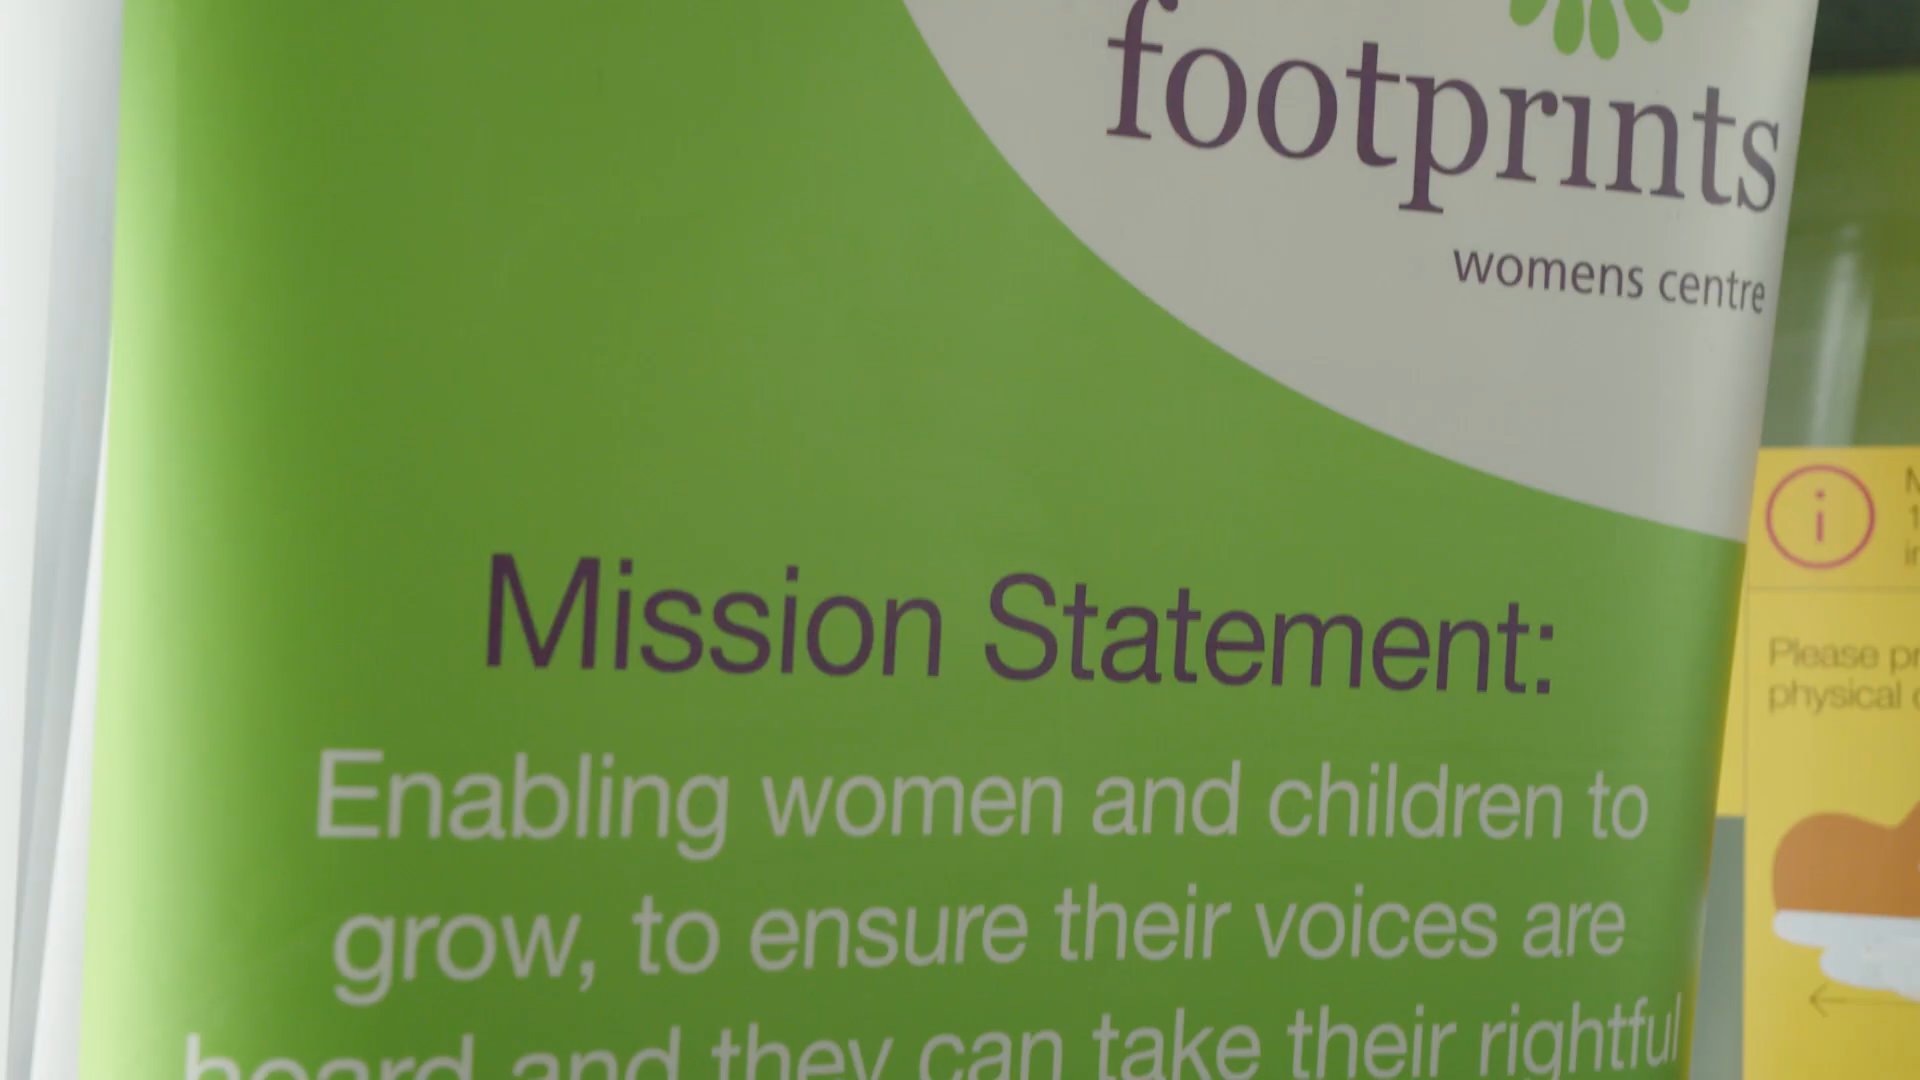 footprints
womens centre
Mission Statement:
Enabling women and children to
grow, to ensure their voices are
heard and they can take their rightful
i
Please
physical